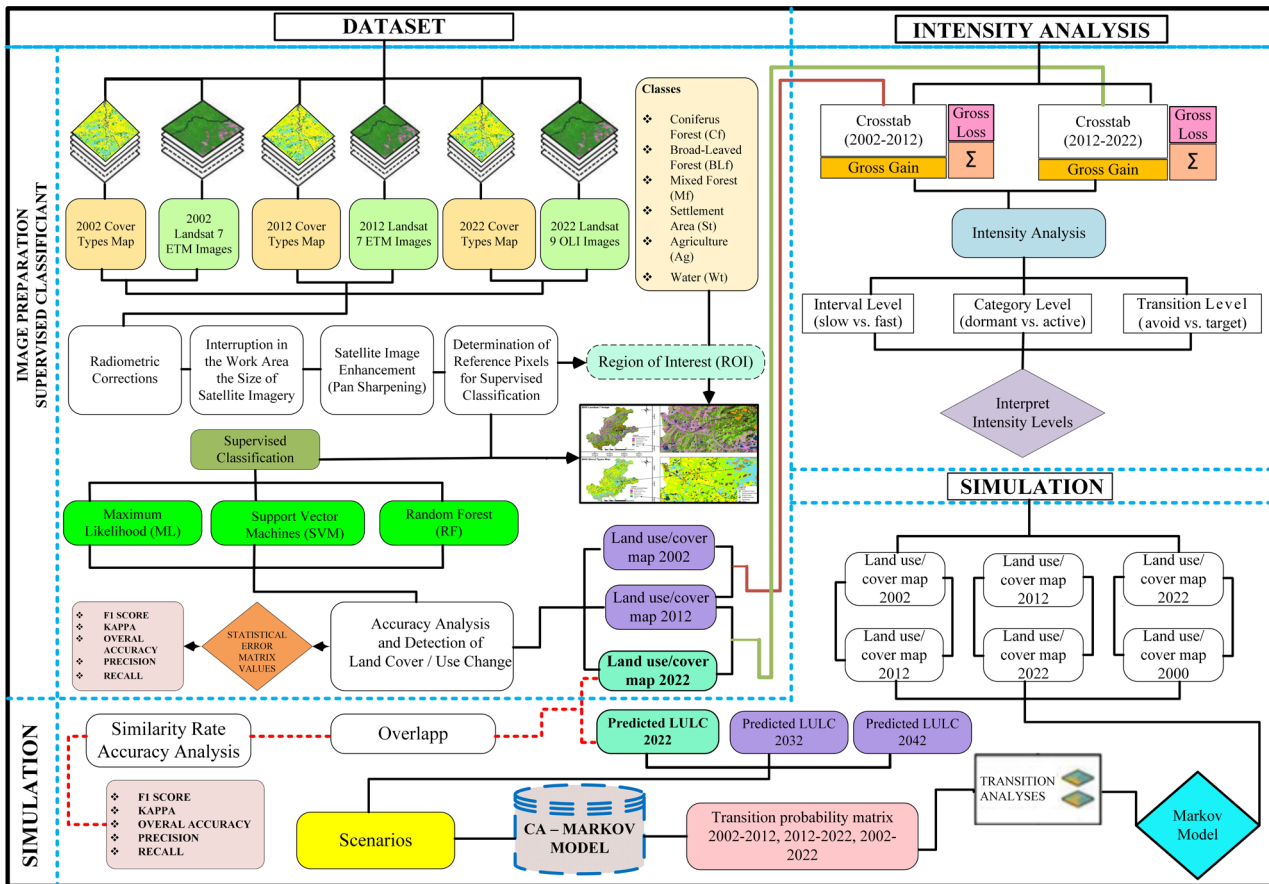 DATASET
INTENSITY ANALYSIS
IMAGE PREPARATION
SUPERVISED CLASSIFICIANT
2002 Cover
Types Map
2002
Landsat 7
ETM Images
2012 Cover
Types Map
2012 Landsat
7 ETM Images
2022 Cover
Types Map
2022 Landsat
9 OLI Images
Classes
❖ Coniferus
Forest (Cf)
❖ Broad-Leaved
Forest (BLf)
❖ Mixed Forest
(Mf)
❖ Settlement
Area (St)
❖ Agriculture
(Ag)
❖ Water (Wt)
Radiometric
Corrections
Interruption in
the Work Area
the Size of
Satellite Imagery
Satellite Image
Enhancement
(Pan Sharpening)
Determination of
Reference Pixels
for Supervised
Classification
Region of Interest (ROI)
Supervised
Classification
Maximum
Likelihood (ML)
Support Vector
Machines (SVM)
Random Forest
(RF)
❖ F1 SCORE
❖ KAPPA
❖ OVERAL
ACCURACY
❖ PRECISION
❖ RECALL
STATISTICAL
ERROR
MATRIX
VALUES
Accuracy Analysis
and Detection of
Land Cover / Use Change
Land use/cover
map 2002
Land use/cover
map 2012
Land use/cover
map 2022
Crosstab
(2002-2012)
Gross
Loss
Gross Gain
Σ
Crosstab
(2012-2022)
Gross
Loss
Gross Gain
Σ
Intensity Analysis
Interval Level
(slow vs. fast)
Category Level
(dormant vs. active)
Transition Level
(avoid vs. target)
Interpret
Intensity Levels
SIMULATION
Land use/
cover map
2002
Land use/
cover map
2012
Land use/
cover map
2022
Land use/
cover map
2012
Land use/
cover map
2022
Land use/
cover map
2000
SIMULATION
Similarity Rate
Accuracy Analysis
Overlapp
Predicted LULC
2022
Predicted LULC
2032
Predicted LULC
2042
❖ F1 SCORE
❖ KAPPA
❖ OVERAL ACCURACY
❖ PRECISION
❖ RECALL
Scenarios
CA – MARKOV
MODEL
Transition probability matrix
2002-2012, 2012-2022, 2002-
2022
TRANSITION
ANALYSES
Markov
Model